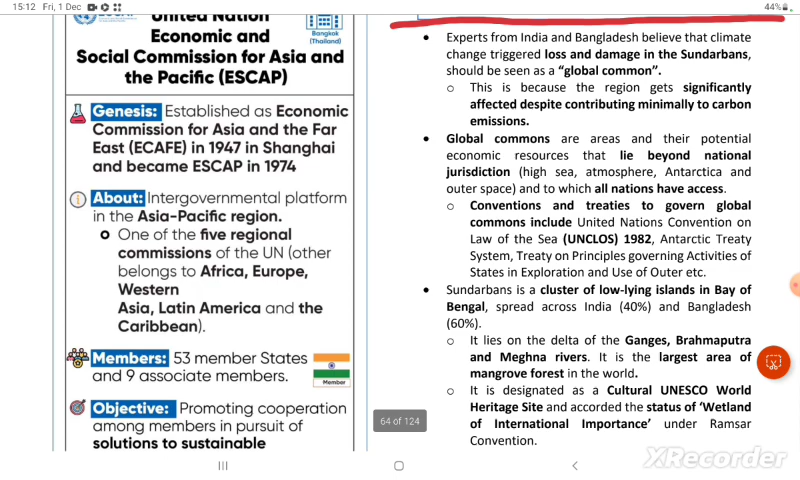 15:12 Fri, 1 Dec
44%
United Nation
Economic and
Social Commission for Asia and
the Pacific (ESCAP)
Bangkok
(Thailand)
Genesis: Established as Economic
Commission for Asia and the Far
East (ECAFE) in 1947 in Shanghai
and became ESCAP in 1974
About: Intergovernmental platform
in the Asia-Pacific region.
One of the five regional
commissions of the UN (other
belongs to Africa, Europe,
Western
Asia, Latin America and the
Caribbean).
Members: 53 member States
and 9 associate members.
Member
Objective: Promoting cooperation
among members in pursuit of
solutions to sustainable
• Experts from India and Bangladesh believe that climate
change triggered loss and damage in the Sundarbans,
should be seen as a “global common”.
o This is because the region gets significantly
affected despite contributing minimally to carbon
emissions.
• Global commons are areas and their potential
economic resources that lie beyond national
jurisdiction (high sea, atmosphere, Antarctica and
outer space) and to which all nations have access.
o Conventions and treaties to govern global
commons include United Nations Convention on
Law of the Sea (UNCLOS) 1982, Antarctic Treaty
System, Treaty on Principles governing Activities of
States in Exploration and Use of Outer etc.
• Sundarbans is a cluster of low-lying islands in Bay of
Bengal, spread across India (40%) and Bangladesh
(60%).
o It lies on the delta of the Ganges, Brahmaputra
and Meghna rivers. It is the largest area of
mangrove forest in the world.
o It is designated as a Cultural UNESCO World
Heritage Site and accorded the status of ‘Wetland
of International Importance’ under Ramsar
Convention.
64 of 124
XRecorder